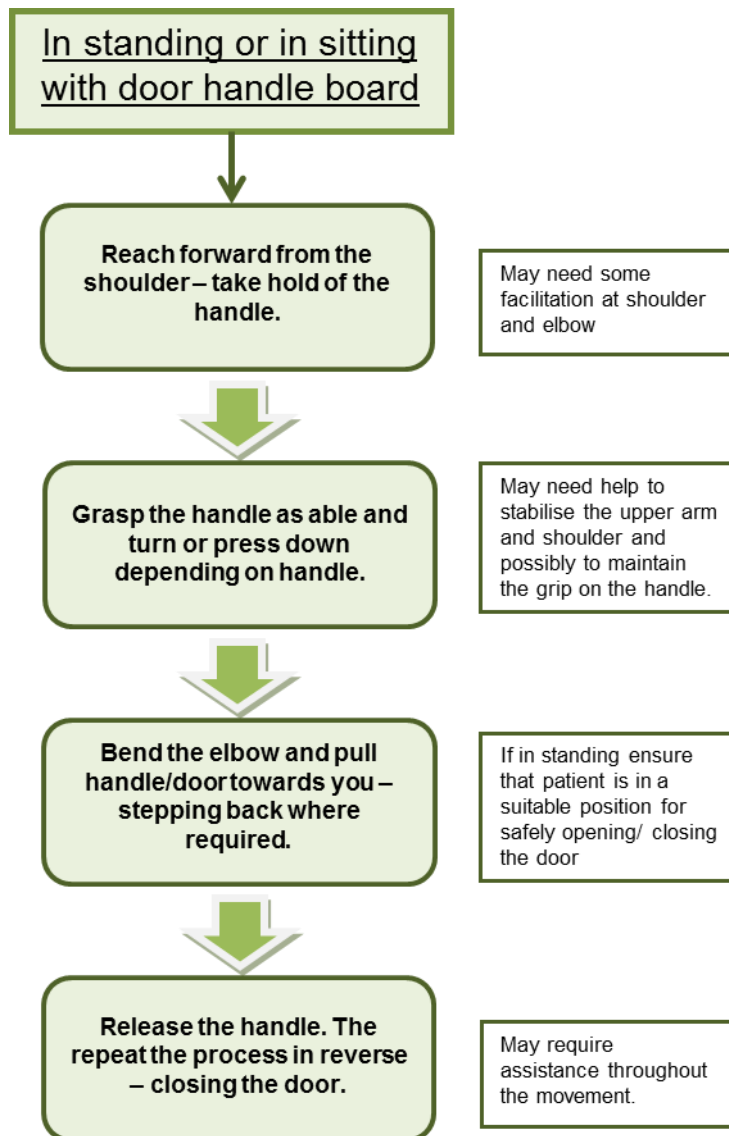 In standing or in sitting
with door handle board
Reach forward from the
shoulder – take hold of the
handle.
May need some
facilitation at shoulder
and elbow
Grasp the handle as able and
turn or press down
depending on handle.
May need help to
stabilise the upper arm
and shoulder and
possibly to maintain
the grip on the handle.
Bend the elbow and pull
handle/door towards you –
stepping back where
required.
If in standing ensure
that patient is in a
suitable position for
safely opening/ closing
the door
Release the handle. The
repeat the process in reverse
– closing the door.
May require
assistance throughout
the movement.